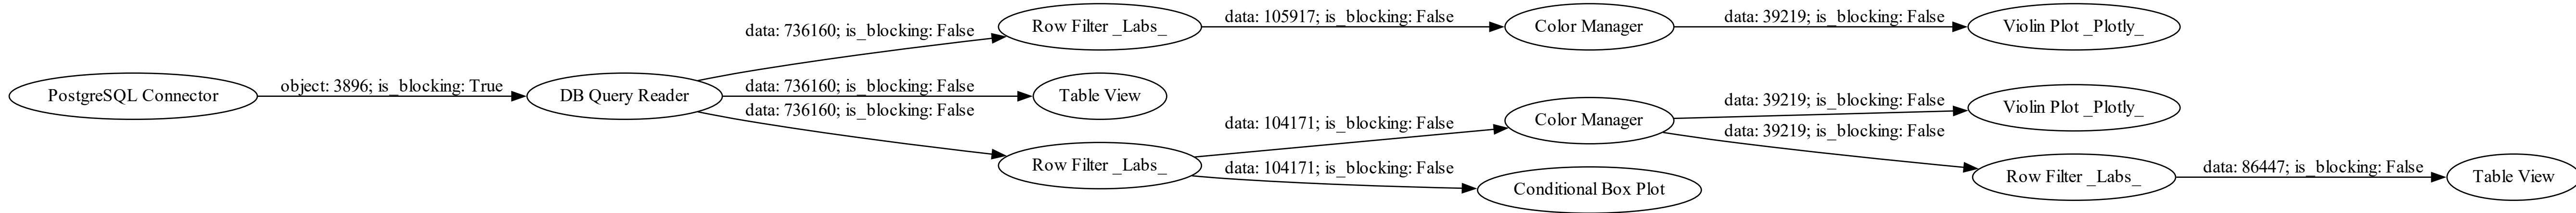 PostgreSQL Connector
object: 3896; is_blocking: True
DB Query Reader
data: 736160; is_blocking: False
Row Filter _Labs_
data: 105917; is_blocking: False
Color Manager
data: 39219; is_blocking: False
Violin Plot _Plotly_
data: 736160; is_blocking: False
Table View
data: 736160; is_blocking: False
Row Filter _Labs_
data: 104171; is_blocking: False
Color Manager
data: 39219; is_blocking: False
Violin Plot _Plotly_
data: 39219; is_blocking: False
Row Filter _Labs_
data: 86447; is_blocking: False
Table View
data: 104171; is_blocking: False
Conditional Box Plot